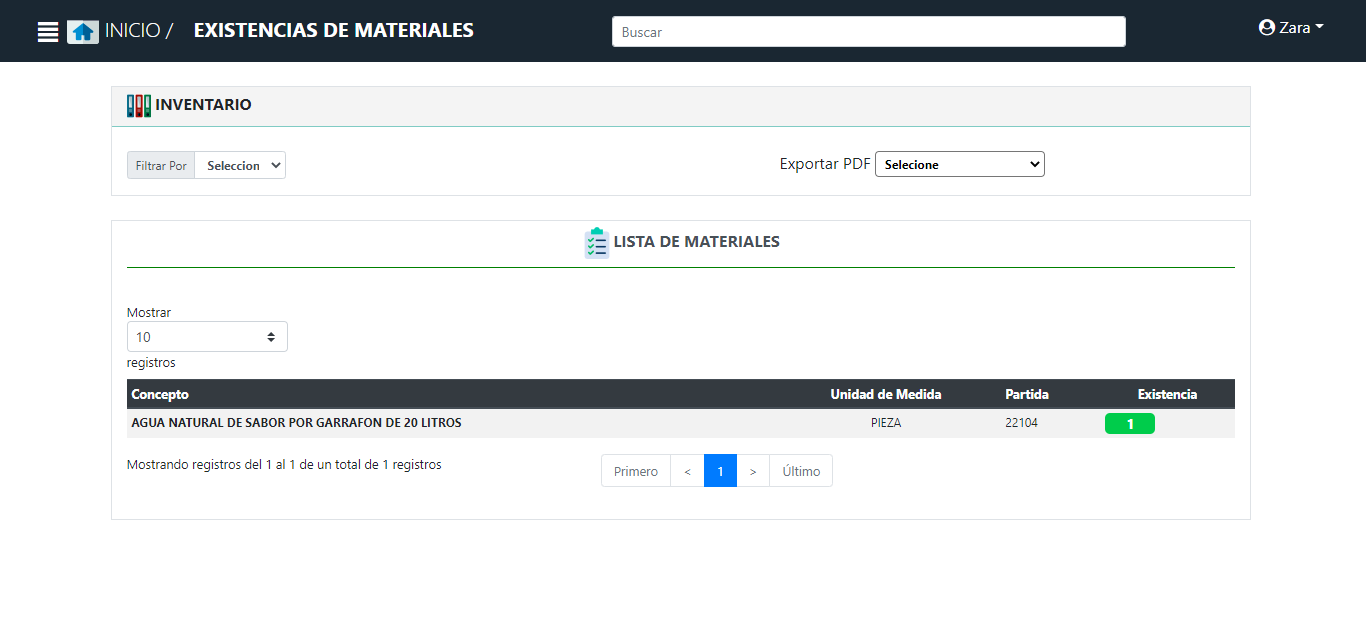 INICIO / EXISTENCIAS DE MATERIALES
Buscar
Zara
INVENTARIO
Filtrar Por Seleccion
Exportar PDF Selecione
LISTA DE MATERIALES
Mostrar
10
registros
Concepto Unidad de Medida Partida Existencia
AGUA NATURAL DE SABOR POR GARRAFON DE 20 LITROS PIEZA 22104 1
Mostrando registros del 1 al 1 de un total de 1 registros
Primero < 1 > Último